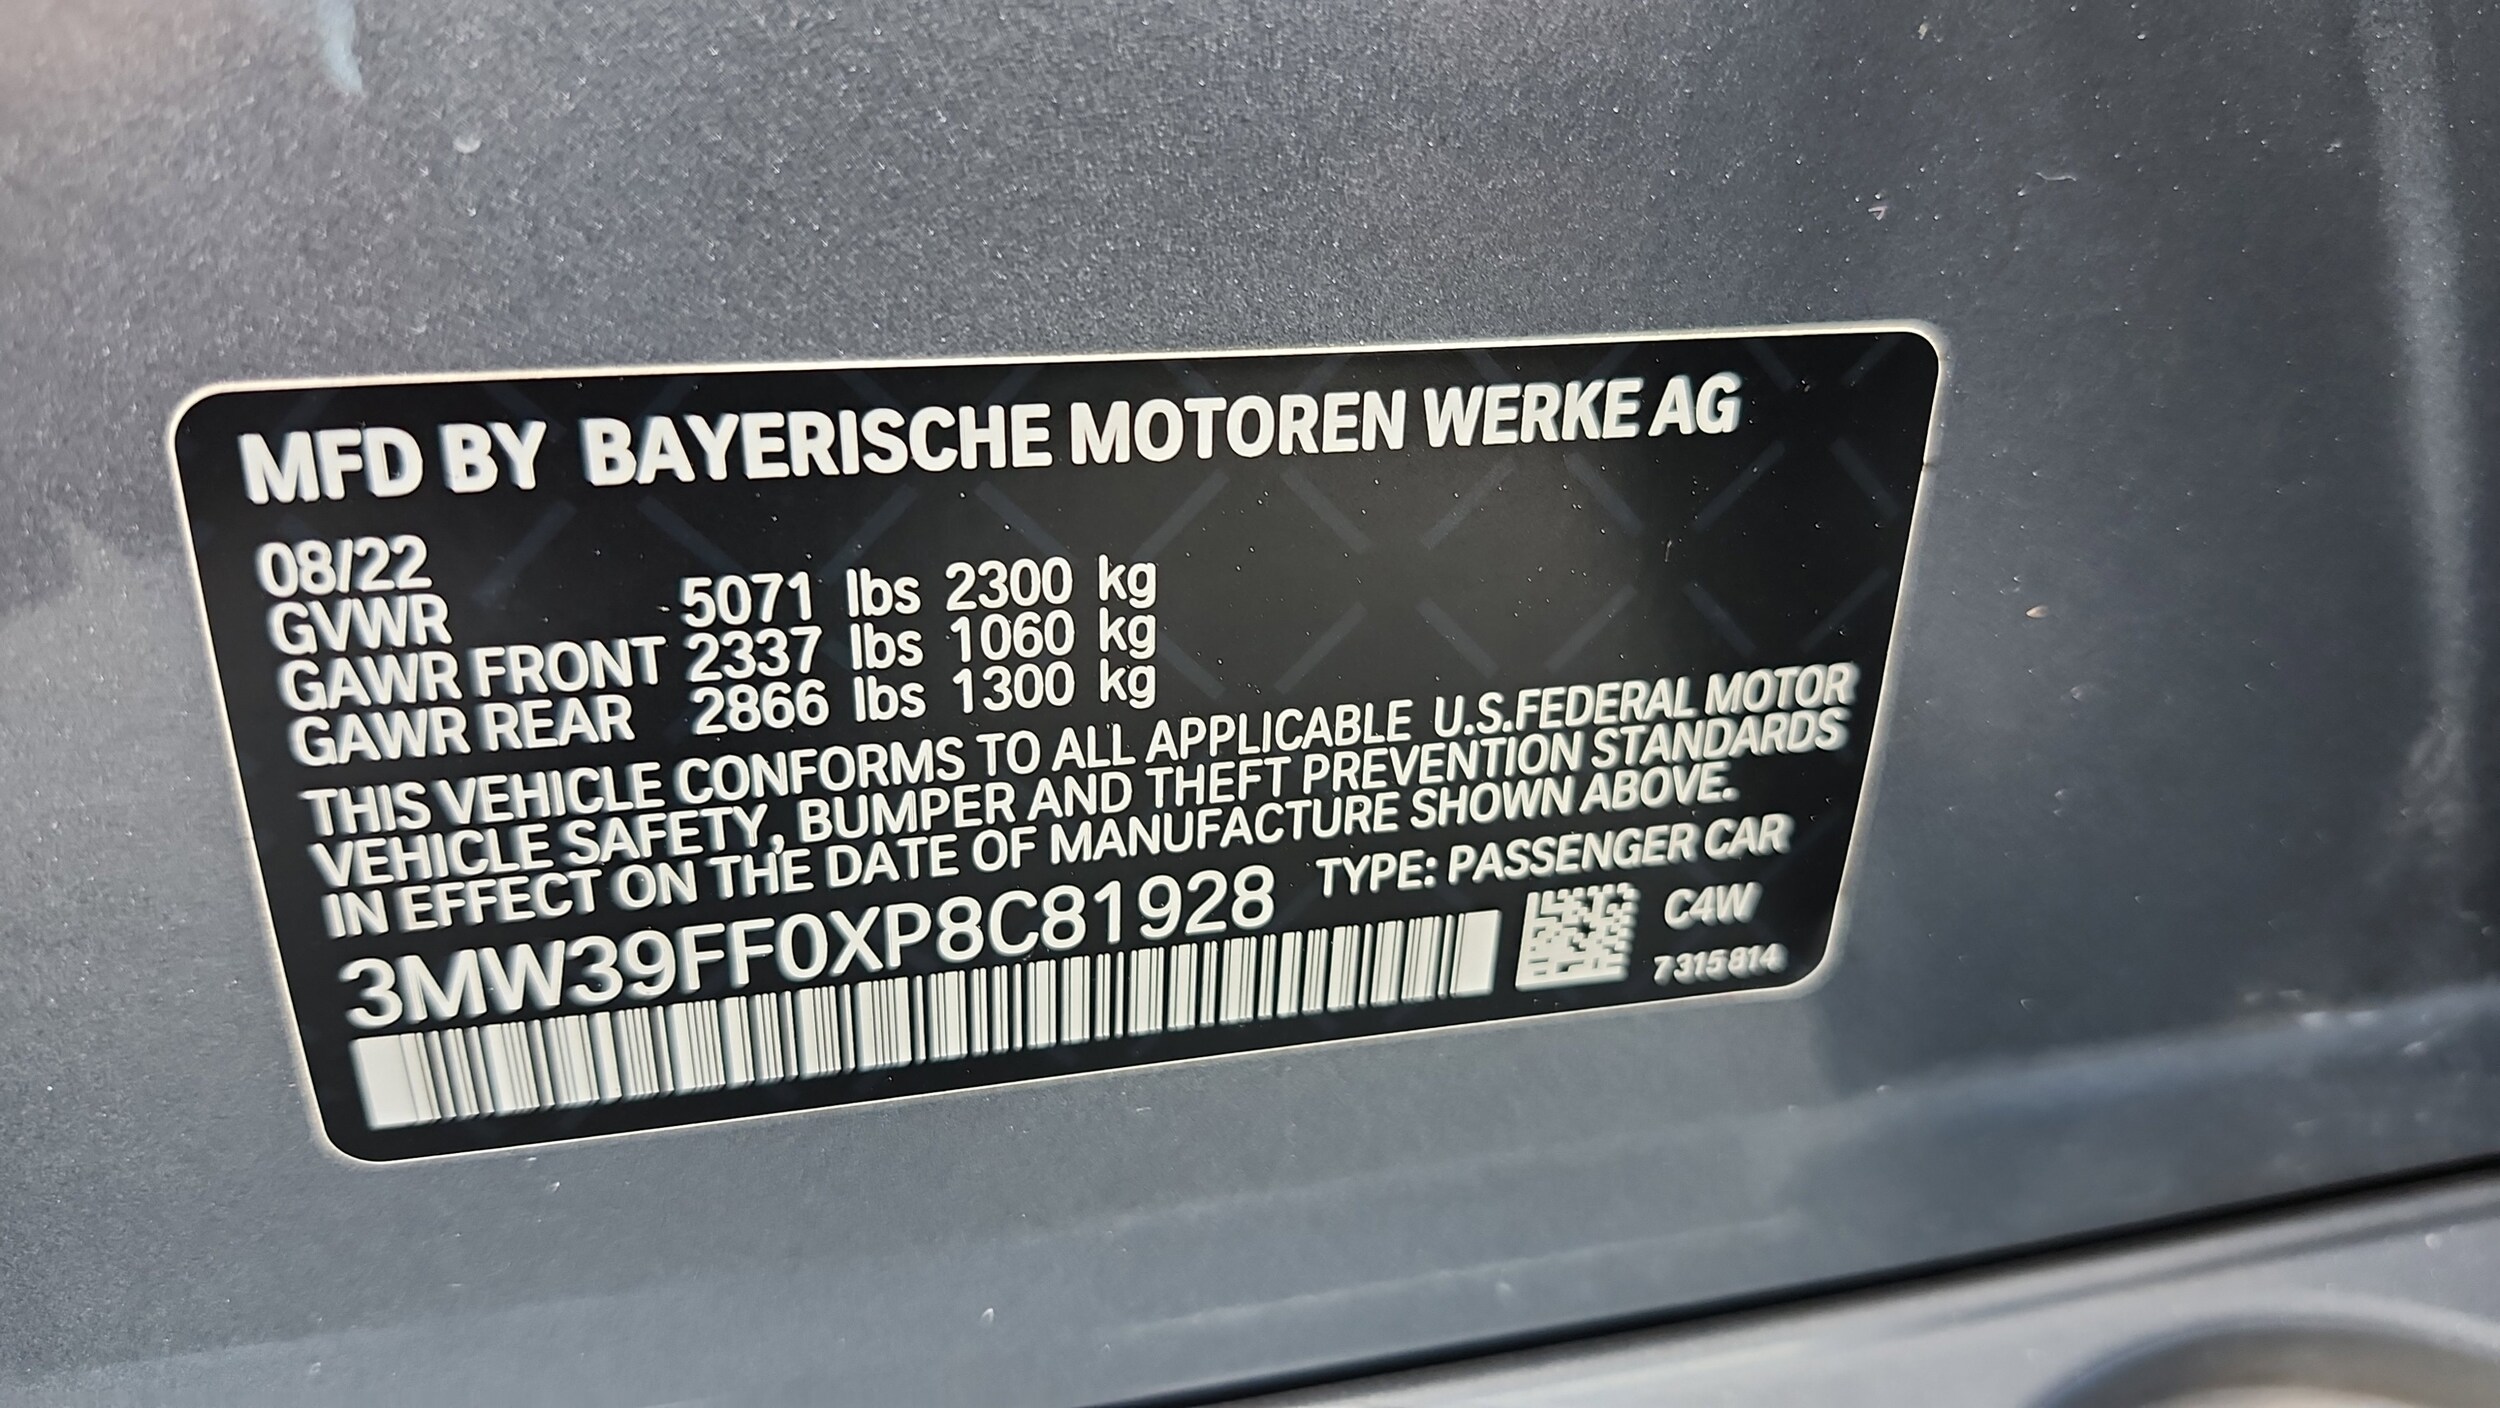 MFD BY BAYERISCHE MOTOREN WERKE AG
08/22
GVWR 5071 lbs 2300 kg
GAWR FRONT 2337 lbs 1060 kg
GAWR REAR 2866 lbs 1300 kg
THIS VEHICLE CONFORMS TO ALL APPLICABLE U.S.FEDERAL MOTOR
VEHICLE SAFETY, BUMPER AND THEFT PREVENTION STANDARDS
IN EFFECT ON THE DATE OF MANUFACTURE SHOWN ABOVE.
3MW39FF0XP8C81928 TYPE: PASSENGER CAR
C4W
7315814